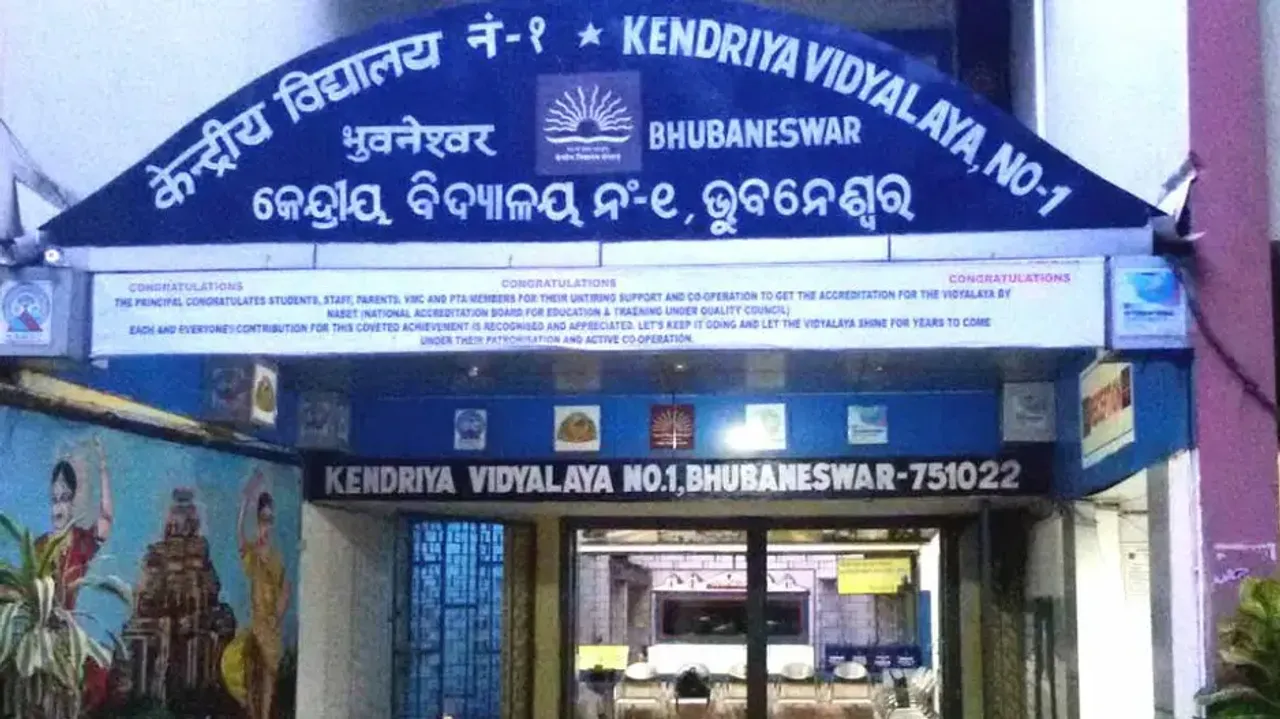 केन्द्रीय विद्यालय नं-१ ★ KENDRIYA VIDYALAYA, NO-1
भुवनेश्वर BHUBANESWAR
କେନ୍ଦ୍ରୀୟ ବିଦ୍ୟାଳୟ ନଂ-୧, ଭୁବନେଶ୍ୱର
CONGRATULATIONS CONGRATULATIONS CONGRATULATIONS
THE PRINCIPAL CONGRATULATES STUDENTS, STAFF, PARENTS, VMC AND PTA MEMBERS FOR THEIR UNTIRING SUPPORT AND CO-OPERATION TO GET THE ACCREDITATION FOR THE VIDYALAYA BY
NABET (NATIONAL ACCREDITATION BOARD FOR EDUCATION & TRAINING UNDER QUALITY COUNCIL)
EACH AND EVERYONES CONTRIBUTION FOR THIS COVETED ACHIEVEMENT IS RECOGNISED AND APPRECIATED. LET'S KEEP IT GOING AND LET THE VIDYALAYA SHINE FOR YEARS TO COME
UNDER THEIR PATRONISATION AND ACTIVE CO-OPERATION.
KENDRIYA VIDYALAYA NO.1, BHUBANESWAR-751022